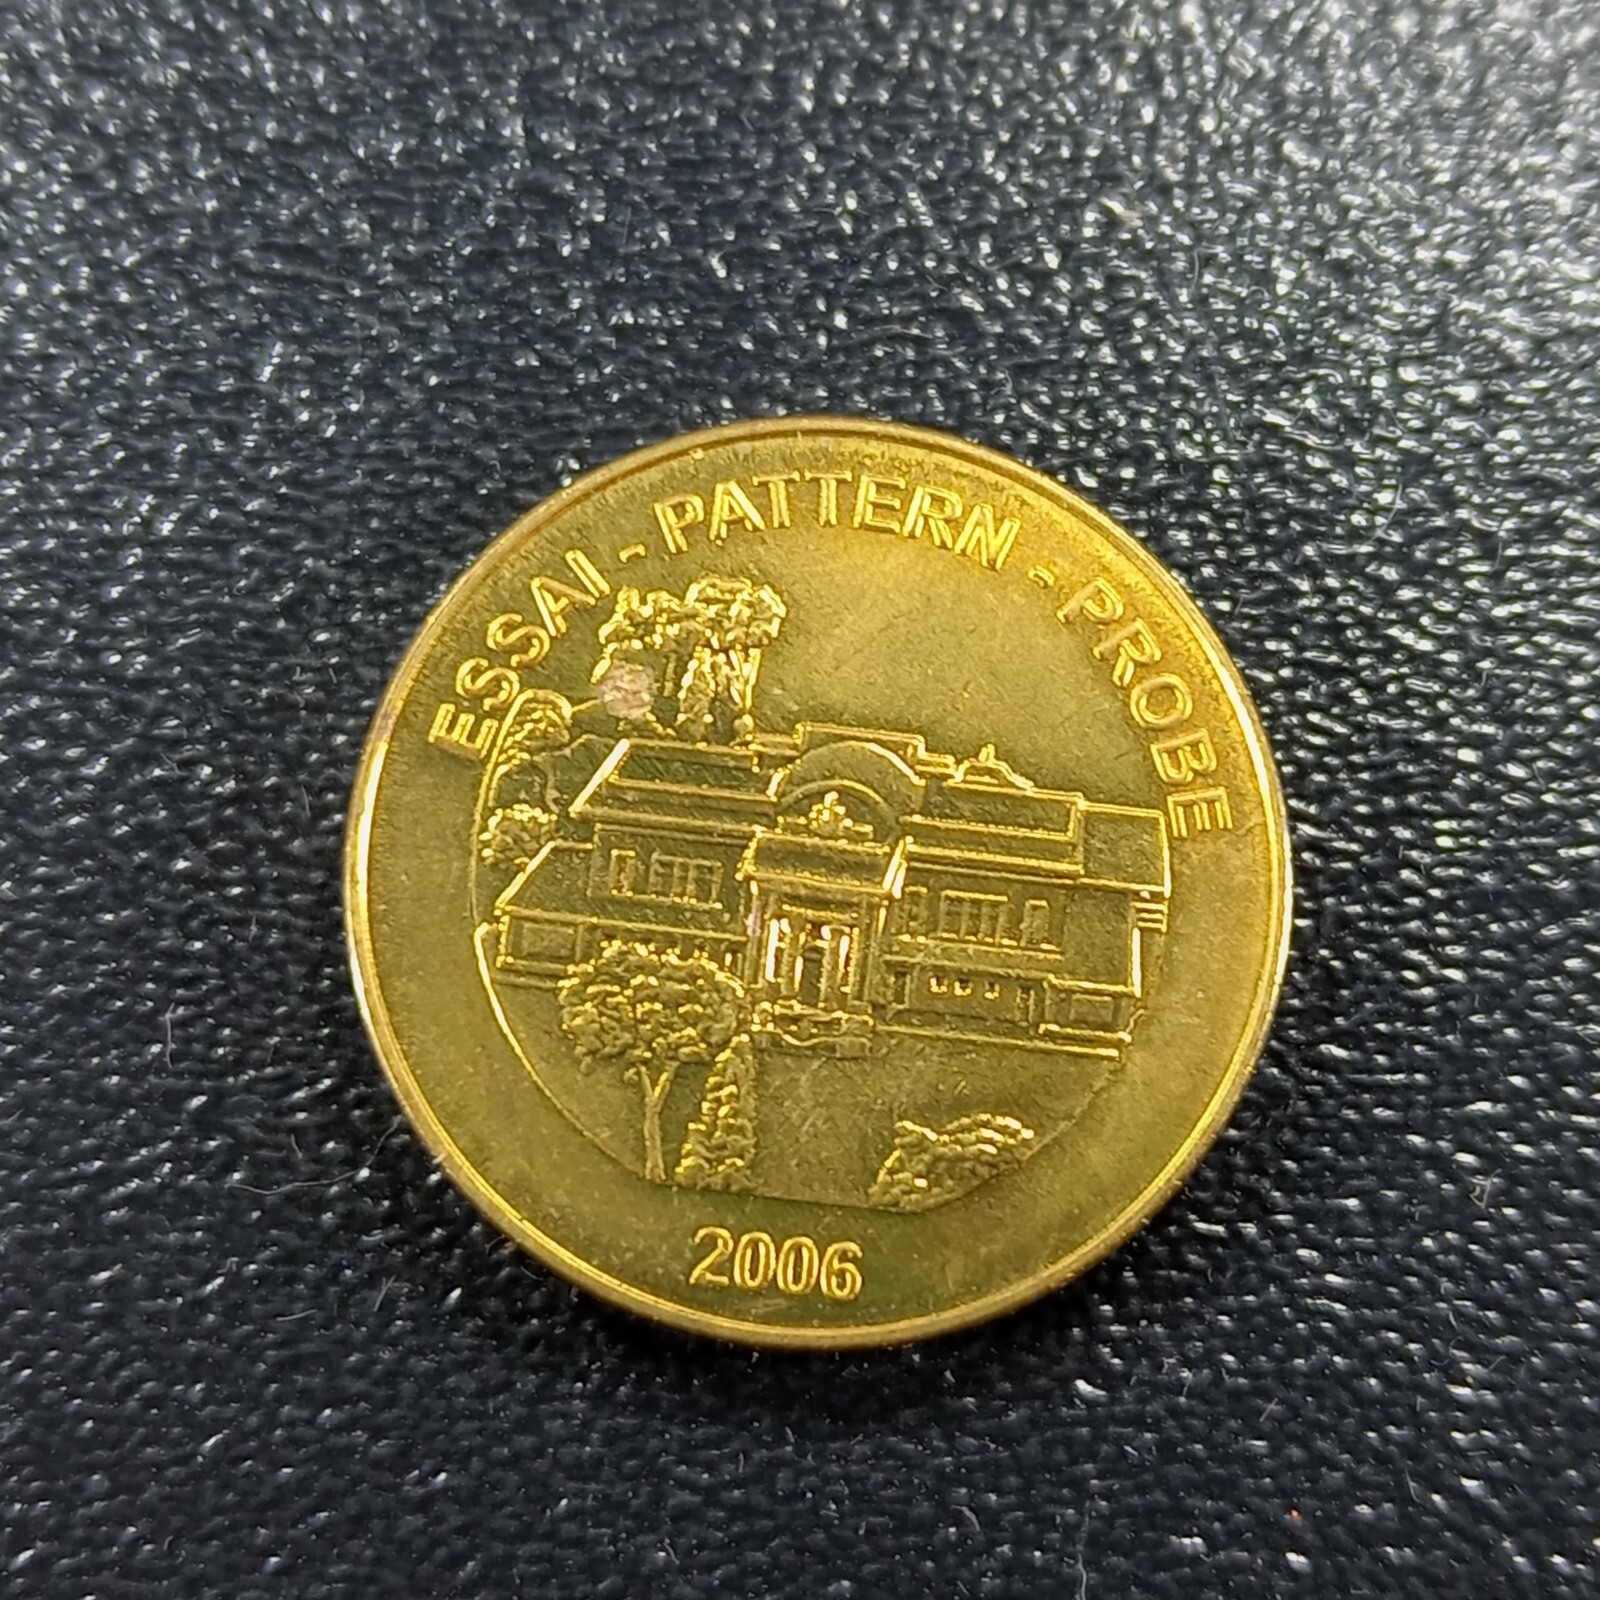 ESSAI - PATTERN - PROBE
2006